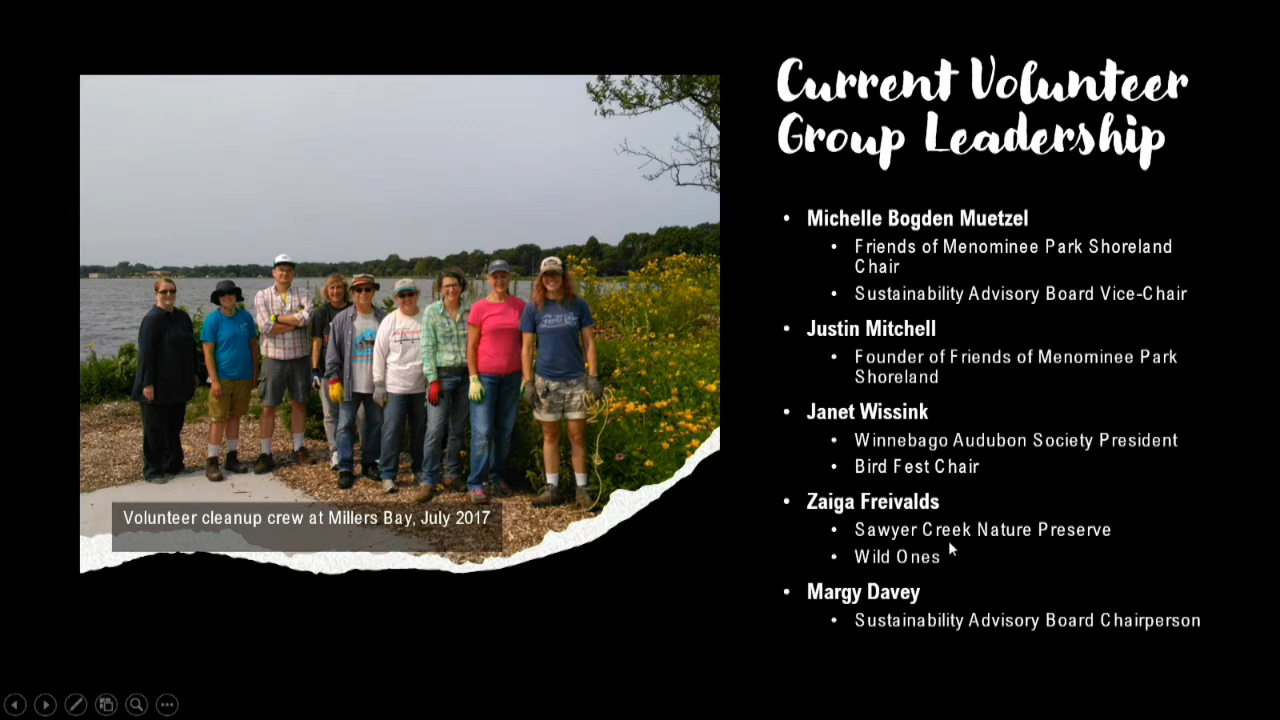 Current Volunteer
Group Leadership
• Michelle Bogden Muetzel
• Friends of Menominee Park Shoreland
Chair
• Sustainability Advisory Board Vice-Chair
• Justin Mitchell
• Founder of Friends of Menominee Park
Shoreland
• Janet Wissink
• Winnebago Audubon Society President
• Bird Fest Chair
• Zaiga Freivalds
• Sawyer Creek Nature Preserve
• Wild Ones
• Margy Davey
• Sustainability Advisory Board Chairperson
Volunteer cleanup crew at Millers Bay, July 2017